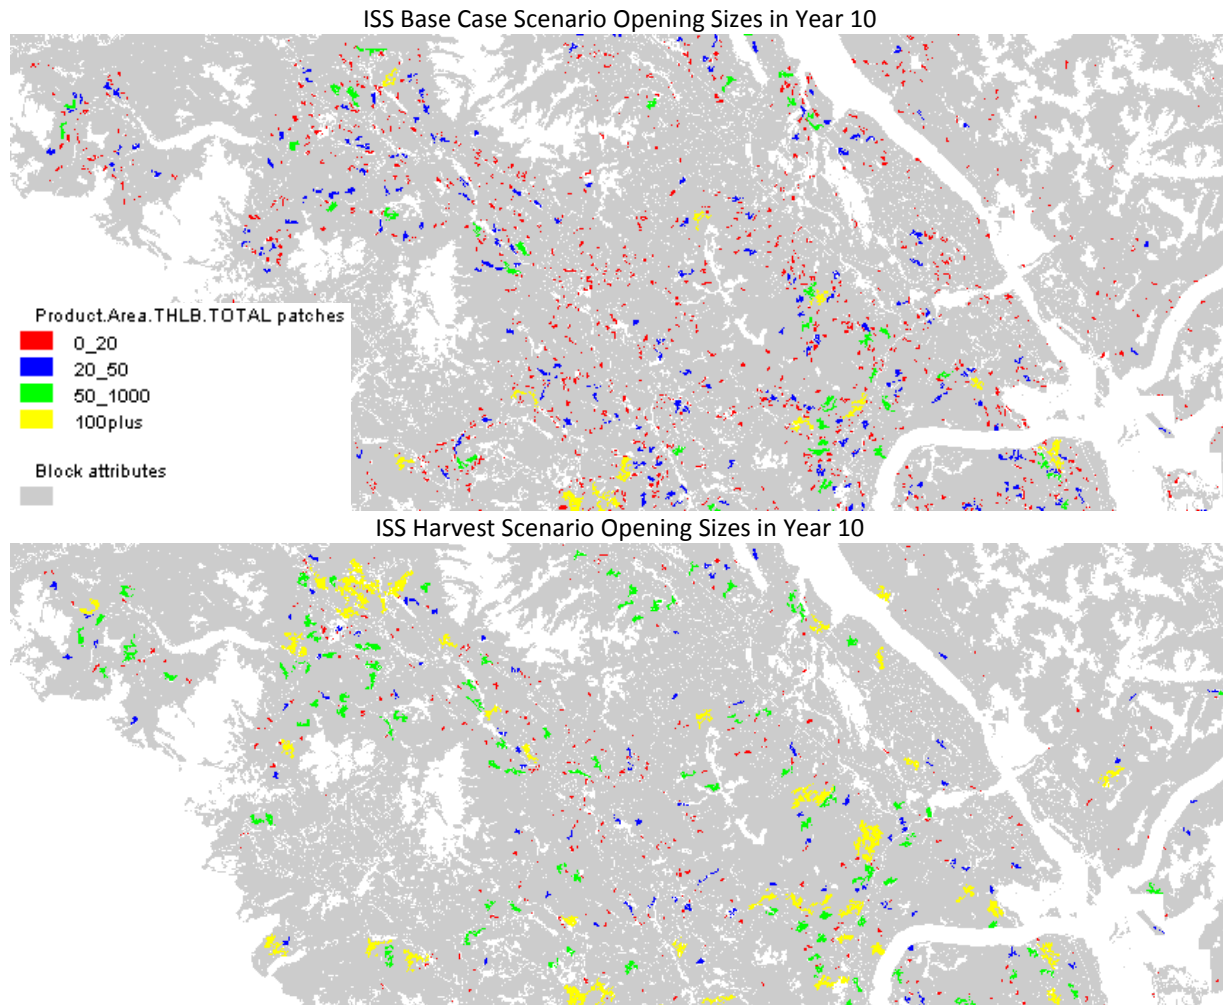 ISS Base Case Scenario Opening Sizes in Year 10
Product.Area.THLB.TOTAL patches
0_20
20_50
50_1000
100plus
Block attributes
ISS Harvest Scenario Opening Sizes in Year 10